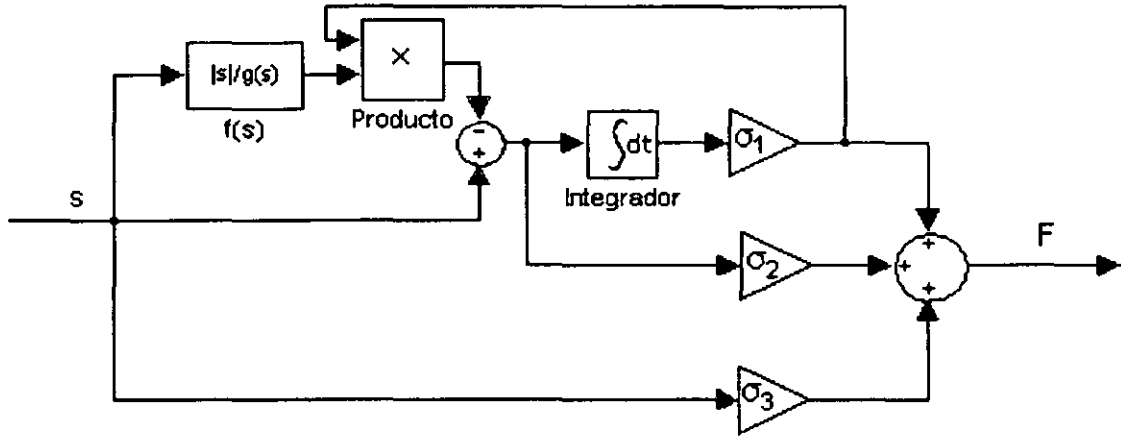 |s|/g(s)
f(s)
×
Producto
-
+
∫dt
Integrador
σ1
s
σ2
+
+
+
F
σ3